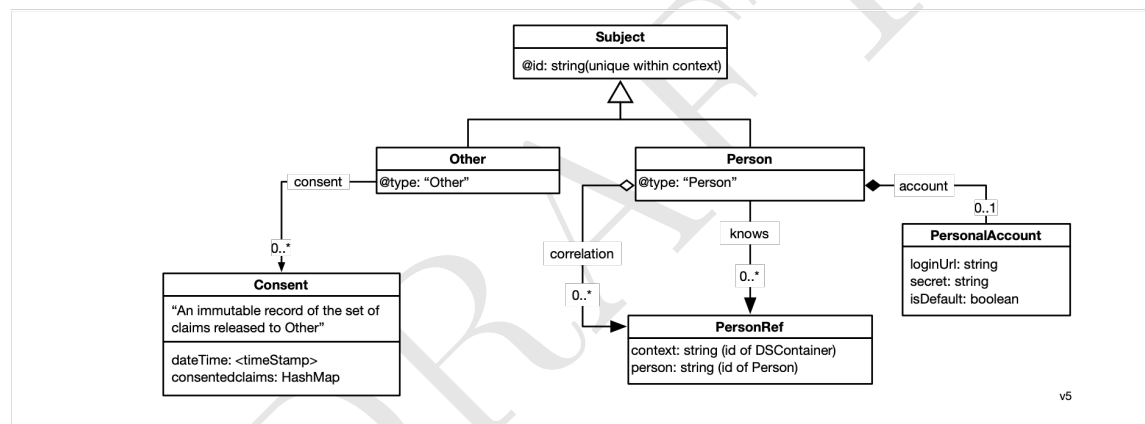 Subject
@id: string(unique within context)
Other
@type: “Other”
Person
@type: “Person”
consent
0..*
account
0..1
correlation
0..*
knows
0..*
PersonalAccount
loginUrl: string
secret: string
isDefault: boolean
Consent
“An immutable record of the set of
claims released to Other”
dateTime: <timeStamp>
consentedclaims: HashMap
PersonRef
context: string (id of DSContainer)
person: string (id of Person)
v5
DRAFT